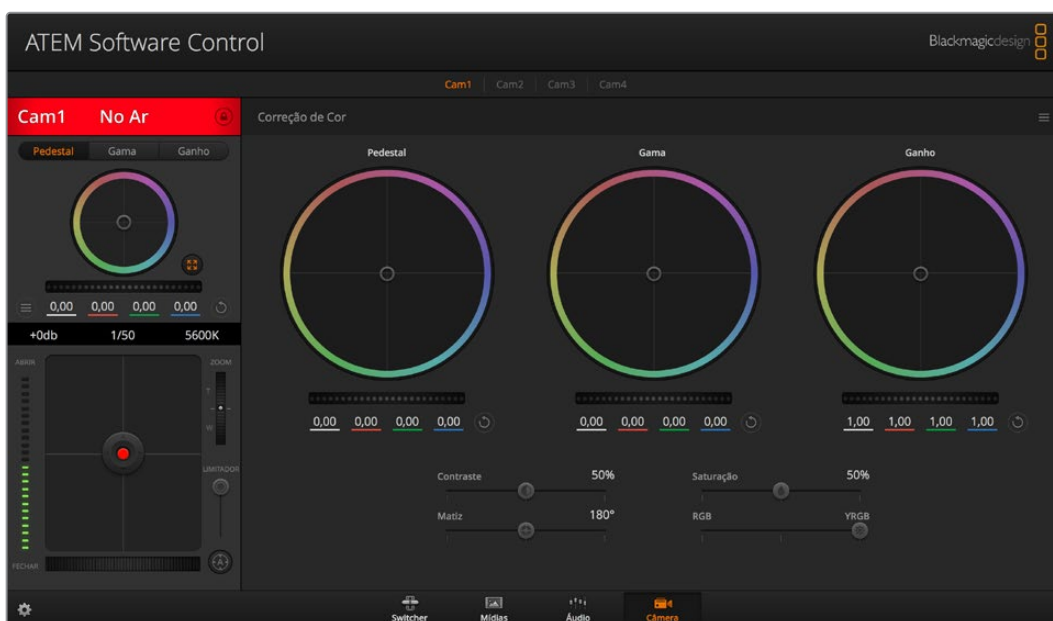 ATEM Software Control
Blackmagicdesign
Cam1 Cam2 Cam3 Cam4
Cam1 No Ar
Correção de Cor
Pedestal Gama Ganho
Pedestal Gama Ganho
0,00 0,00 0,00 0,00
+0db 1/50 5600K
ABRIR ZOOM
T
W
LIMITADOR
FECHAR
0,00 0,00 0,00 0,00
0,00 0,00 0,00 0,00
1,00 1,00 1,00 1,00
Contraste 50%
Saturação 50%
Matiz 180°
RGB YRGB
Switcher Mídias Áudio Câmera